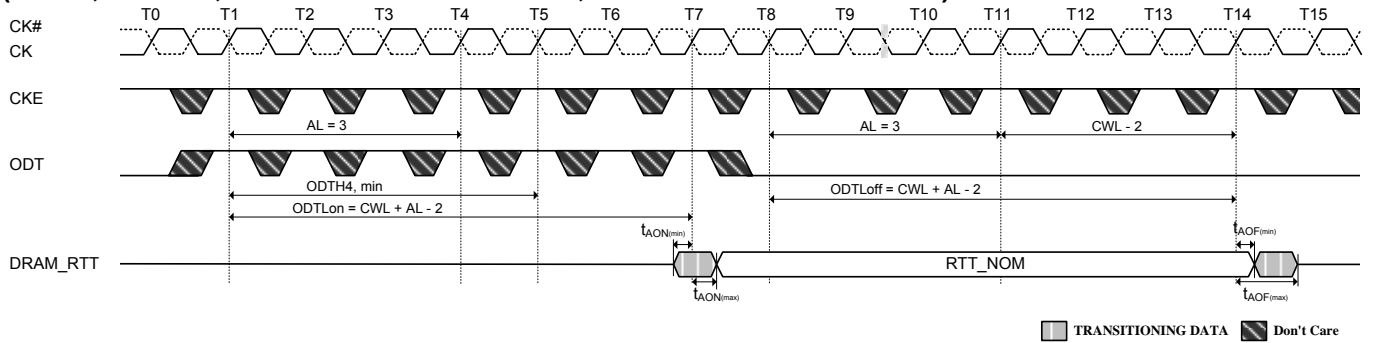 T0 T1 T2 T3 T4 T5 T6 T7 T8 T9 T10 T11 T12 T13 T14 T15
CK#
CK
CKE
AL = 3
AL = 3
CWL - 2
ODT
ODTH4, min
ODTLoff = CWL + AL - 2
ODTLon = CWL + AL - 2
tAON(min)
tAOF(min)
DRAM_RTT
RTT_NOM
tAON(max)
tAOF(max)
TRANSITIONING DATA
Don't Care